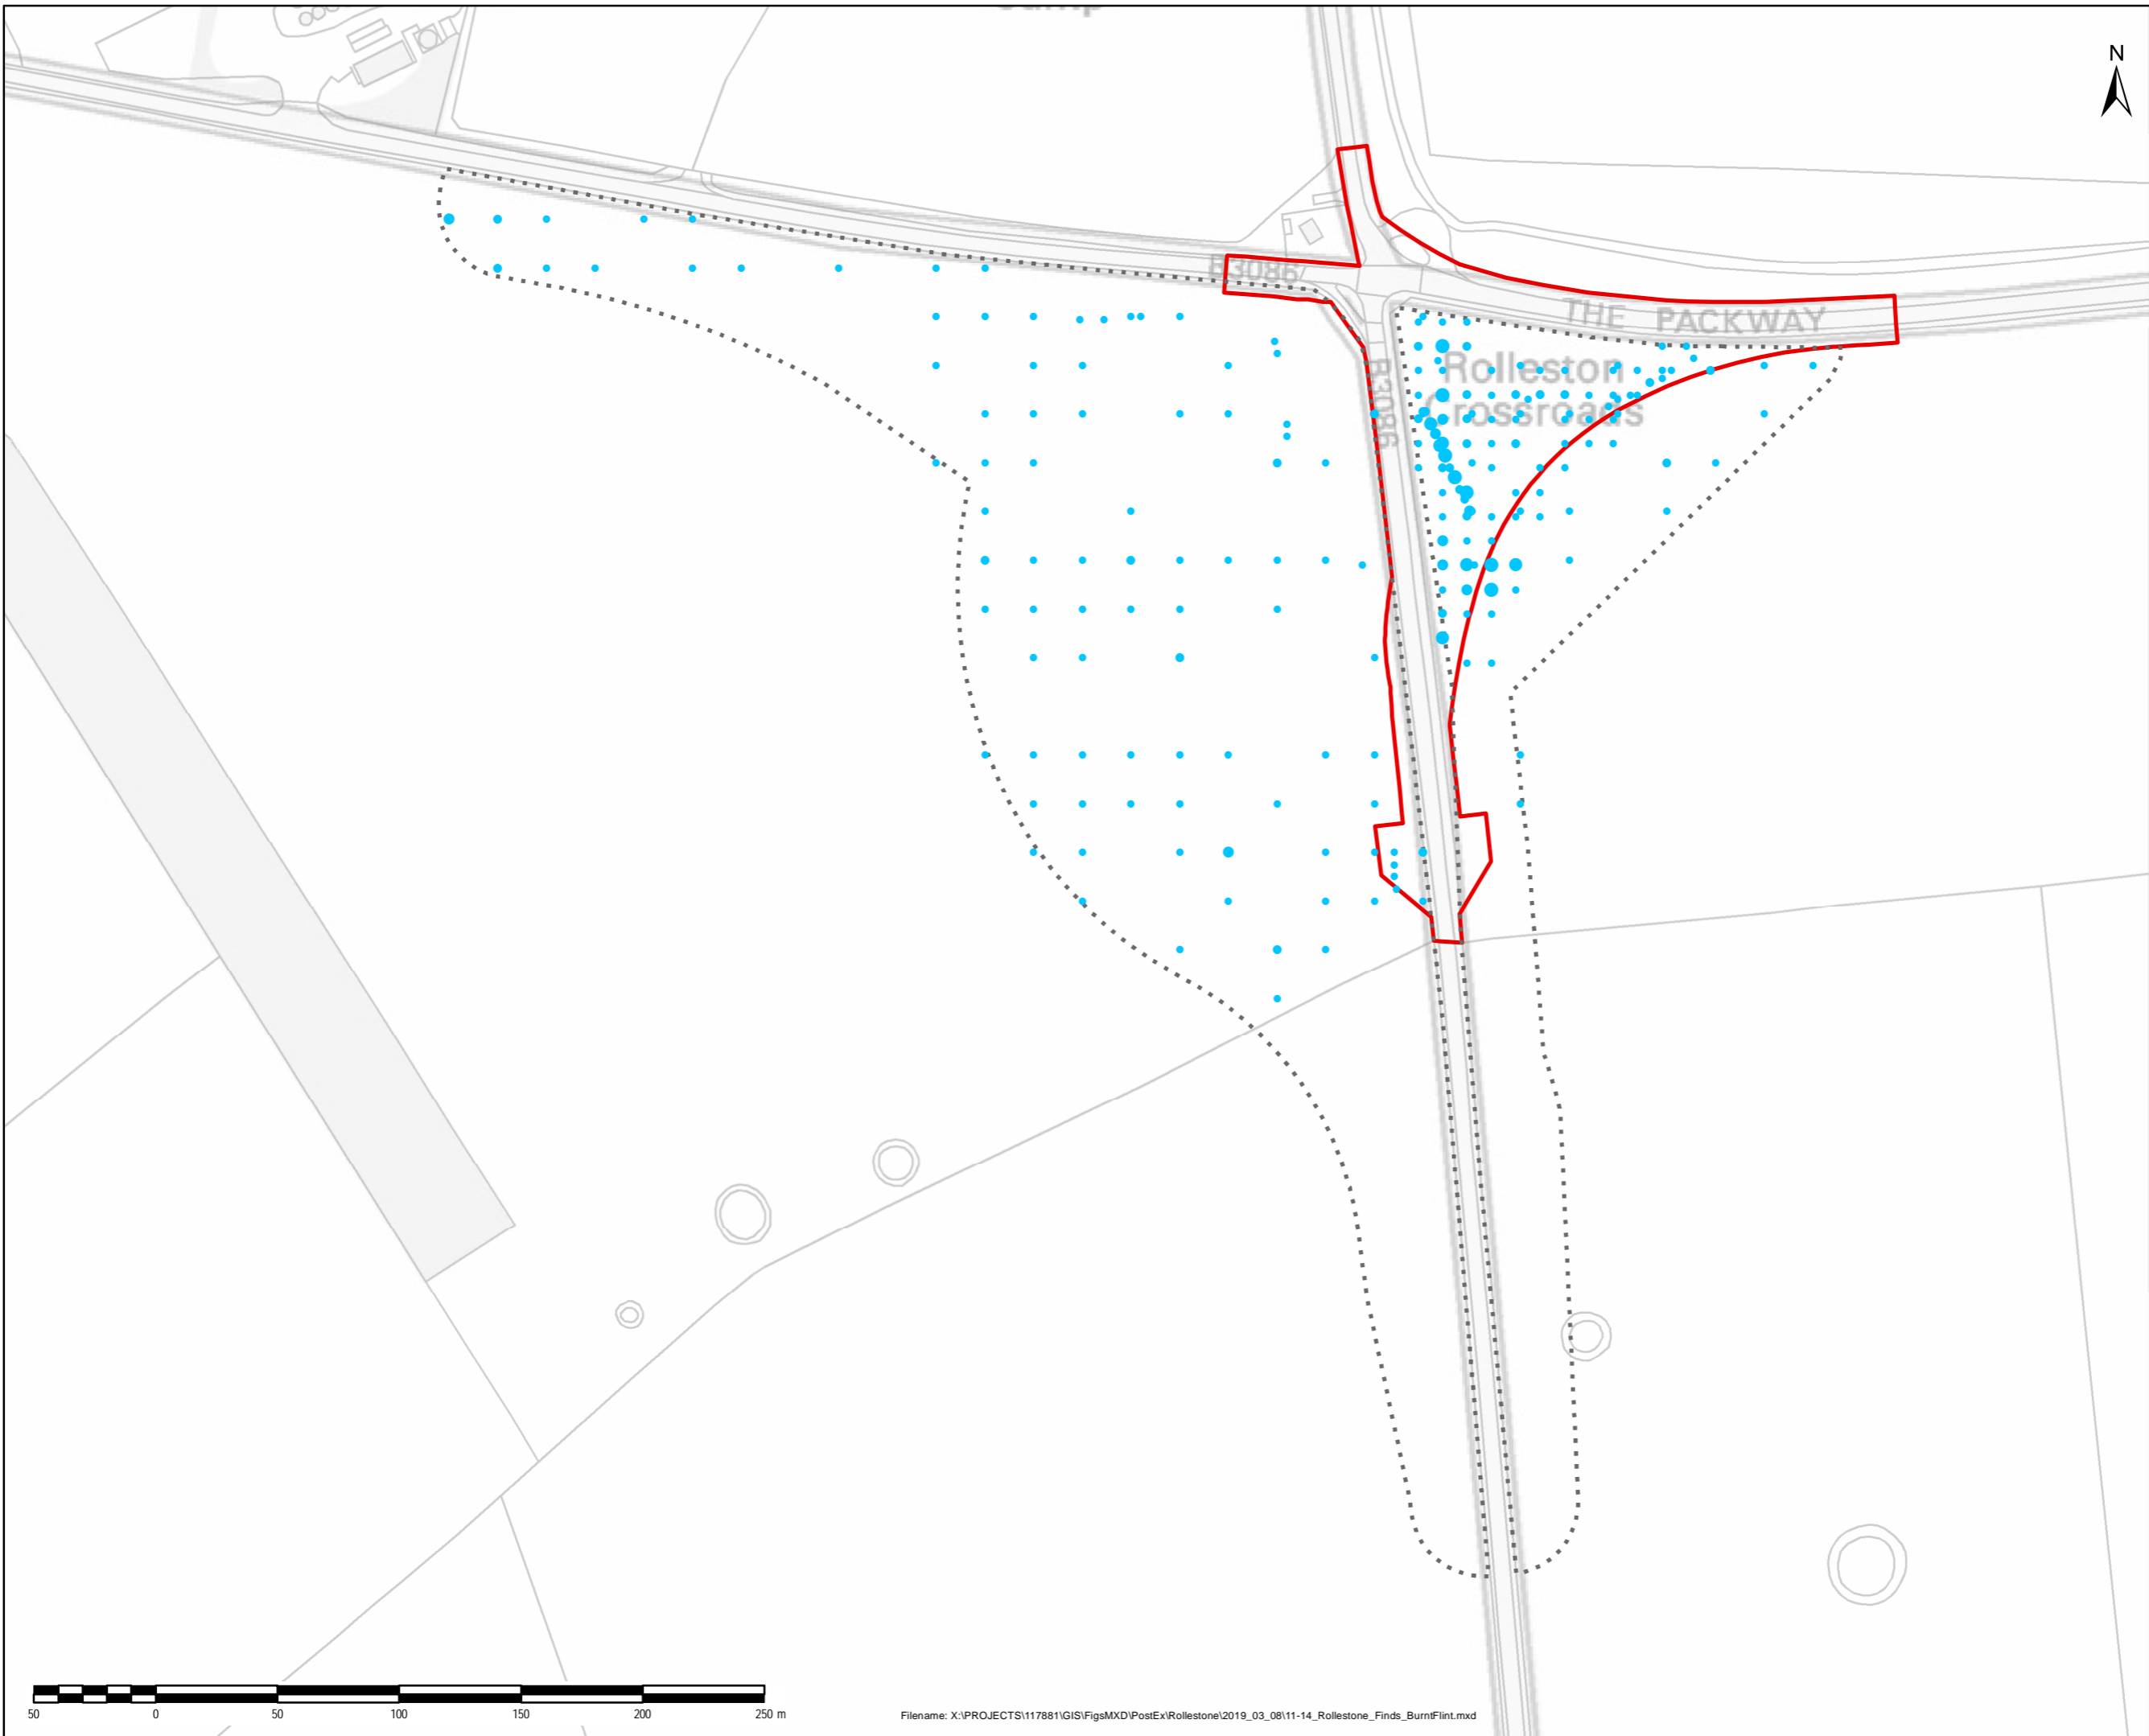 N
B3086
THE PACKWAY
Rolleston
Crossroads
B3086
50 0 50 100 150 200 250 m
Filename: X:\PROJECTS\117881\GIS\FigsMXD\PostEx\Rollestone\2019_03_08\11-14_Rollestone_Finds_BurntFlint.mxd